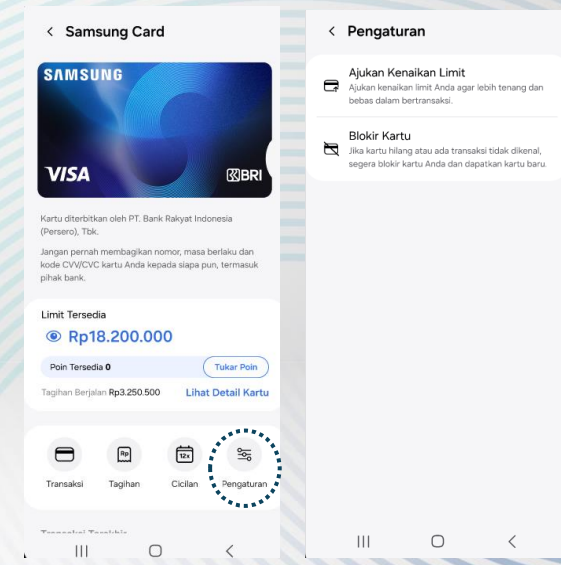 Samsung Card
SAMSUNG
VISA
BRI
Kartu diterbitkan oleh PT. Bank Rakyat Indonesia
(Persero), Tbk.
Jangan pernah membagikan nomor, masa berlaku dan
kode CVV/CVC kartu Anda kepada siapa pun, termasuk
pihak bank.
Limit Tersedia
Rp18.200.000
Poin Tersedia 0
Tukar Poin
Tagihan Berjalan Rp3.250.500
Lihat Detail Kartu
Rp
12x
Transaksi
Tagihan
Cicilan
Pengaturan
Pengaturan
Ajukan Kenaikan Limit
Ajukan kenaikan limit Anda agar lebih tenang dan
bebas dalam bertransaksi.
Blokir Kartu
Jika kartu hilang atau ada transaksi tidak dikenal,
segera blokir kartu Anda dan dapatkan kartu baru.